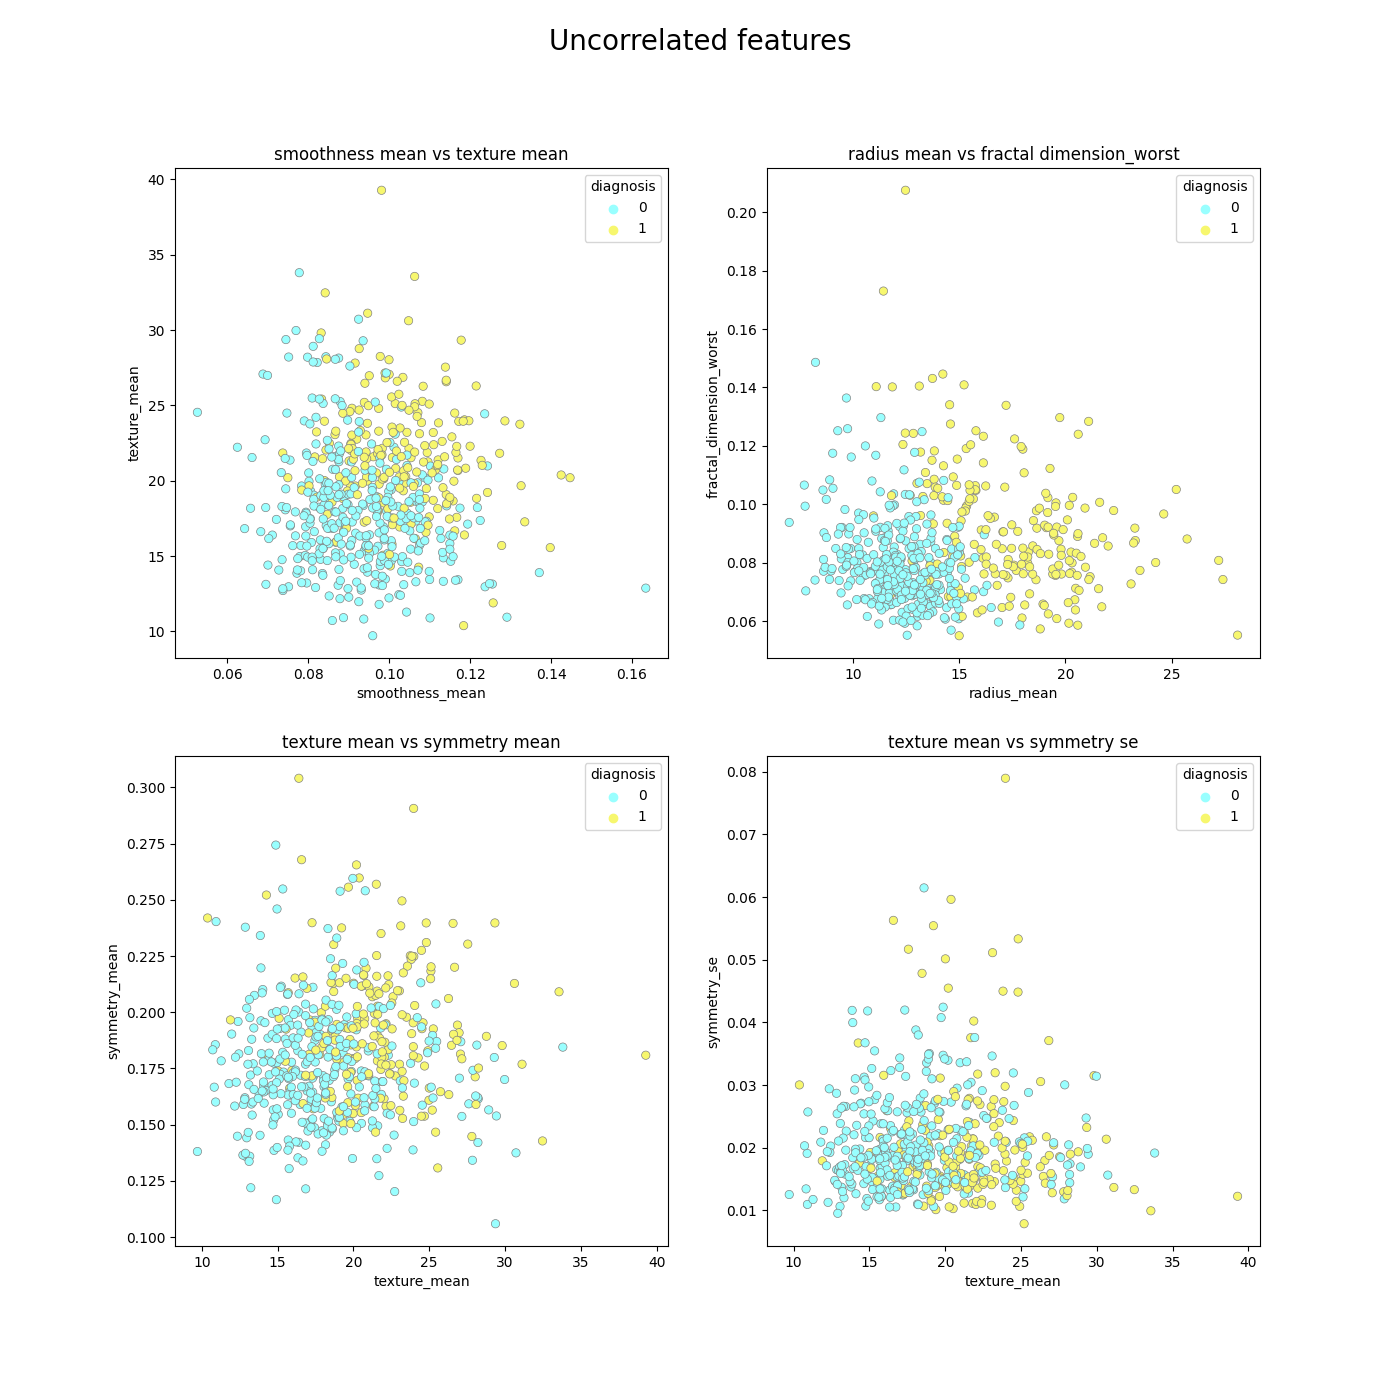 Uncorrelated features
smoothness mean vs texture mean
40
35
30
25
20
15
10
texture_mean
diagnosis
0
1
0.06 0.08 0.10 0.12 0.14 0.16
smoothness_mean
radius mean vs fractal dimension_worst
0.20
0.18
0.16
0.14
0.12
0.10
0.08
0.06
fractal_dimension_worst
diagnosis
0
1
10 15 20 25
radius_mean
texture mean vs symmetry mean
0.300
0.275
0.250
0.225
0.200
0.175
0.150
0.125
0.100
symmetry_mean
diagnosis
0
1
10 15 20 25 30 35 40
texture_mean
texture mean vs symmetry se
0.08
0.07
0.06
0.05
0.04
0.03
0.02
0.01
symmetry_se
diagnosis
0
1
10 15 20 25 30 35 40
texture_mean